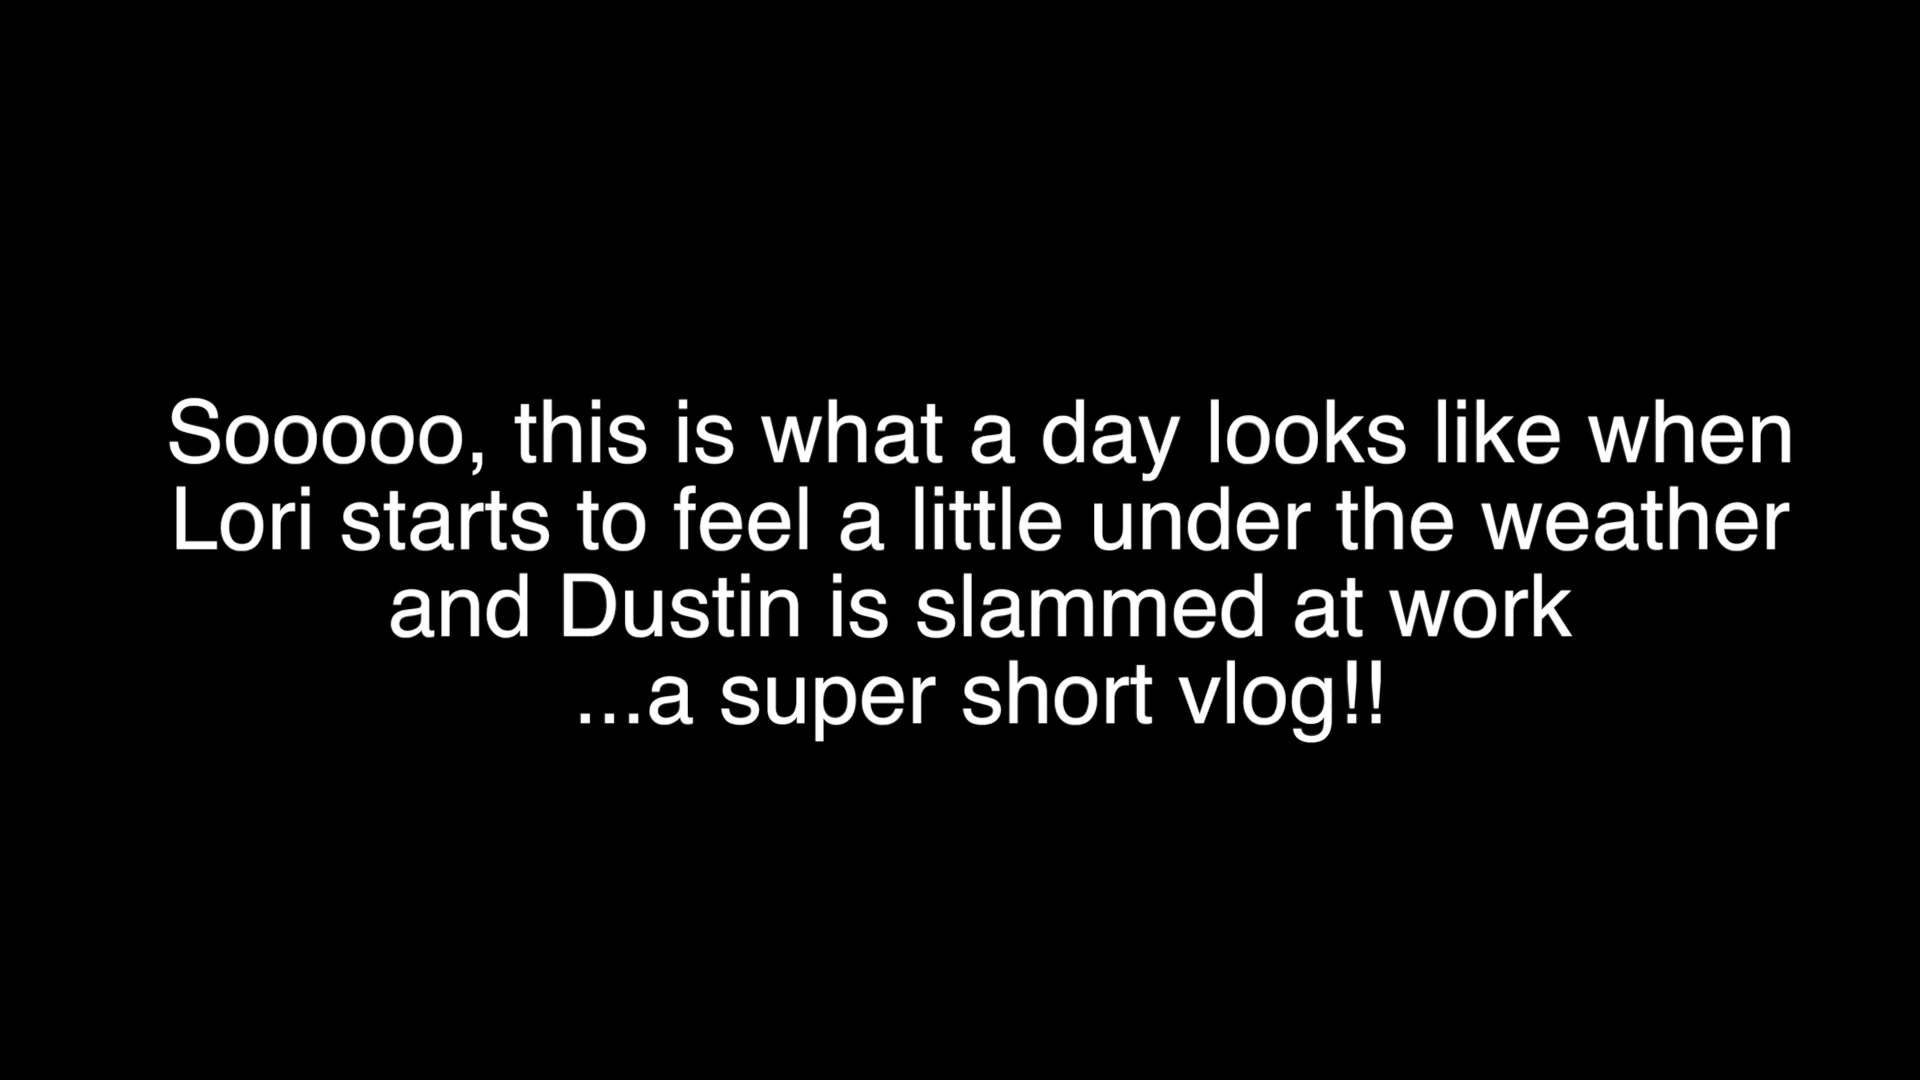 Sooooo, this is what a day looks like when
Lori starts to feel a little under the weather
and Dustin is slammed at work
...a super short vlog!!